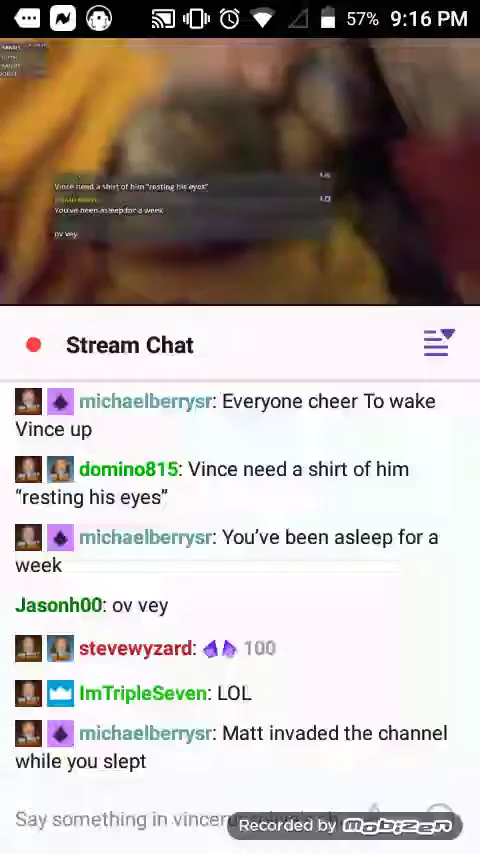 57% 9:16 PM
Vince need a shirt of him "resting his eyes"
You've been asleep for a week
ov vey
Stream Chat
michaelberrysr: Everyone cheer To wake
Vince up
domino815: Vince need a shirt of him
“resting his eyes”
michaelberrysr: You’ve been asleep for a
week
Jasonh00: ov vey
stevewyzard: 100
ImTripleSeven: LOL
michaelberrysr: Matt invaded the channel
while you slept
Say something in
Recorded by mobizen